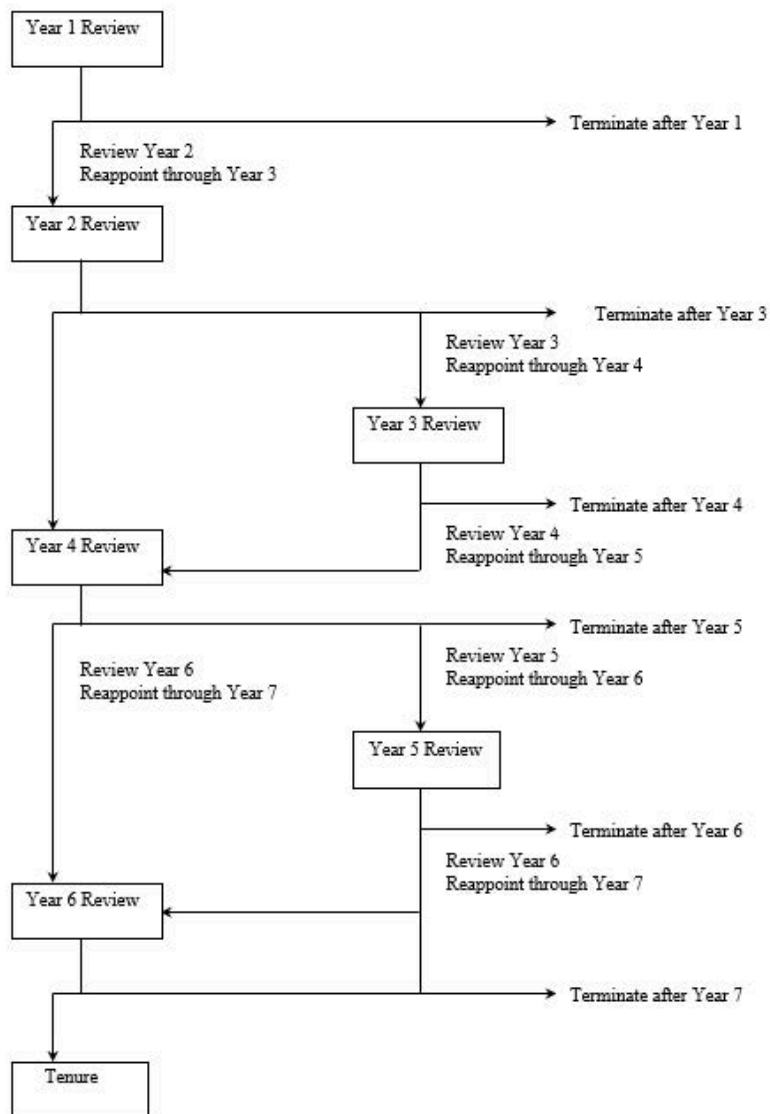 Year 1 Review
Terminate after Year 1
Review Year 2
Reappoint through Year 3
Year 2 Review
Terminate after Year 3
Review Year 3
Reappoint through Year 4
Year 3 Review
Terminate after Year 4
Year 4 Review
Review Year 4
Reappoint through Year 5
Terminate after Year 5
Review Year 6
Reappoint through Year 7
Review Year 5
Reappoint through Year 6
Year 5 Review
Terminate after Year 6
Review Year 6
Reappoint through Year 7
Year 6 Review
Terminate after Year 7
Tenure